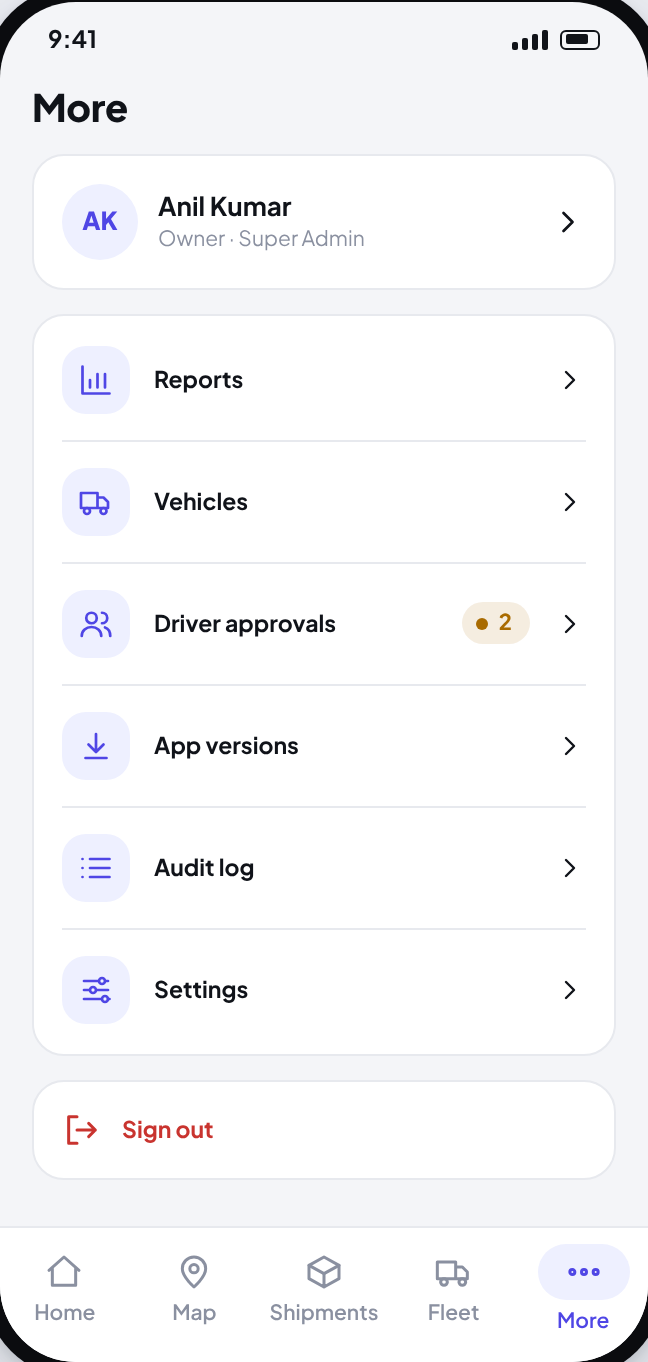 9:41
More
AK
Anil Kumar
Owner · Super Admin
Reports
Vehicles
Driver approvals
2
App versions
Audit log
Settings
Sign out
Home
Map
Shipments
Fleet
More